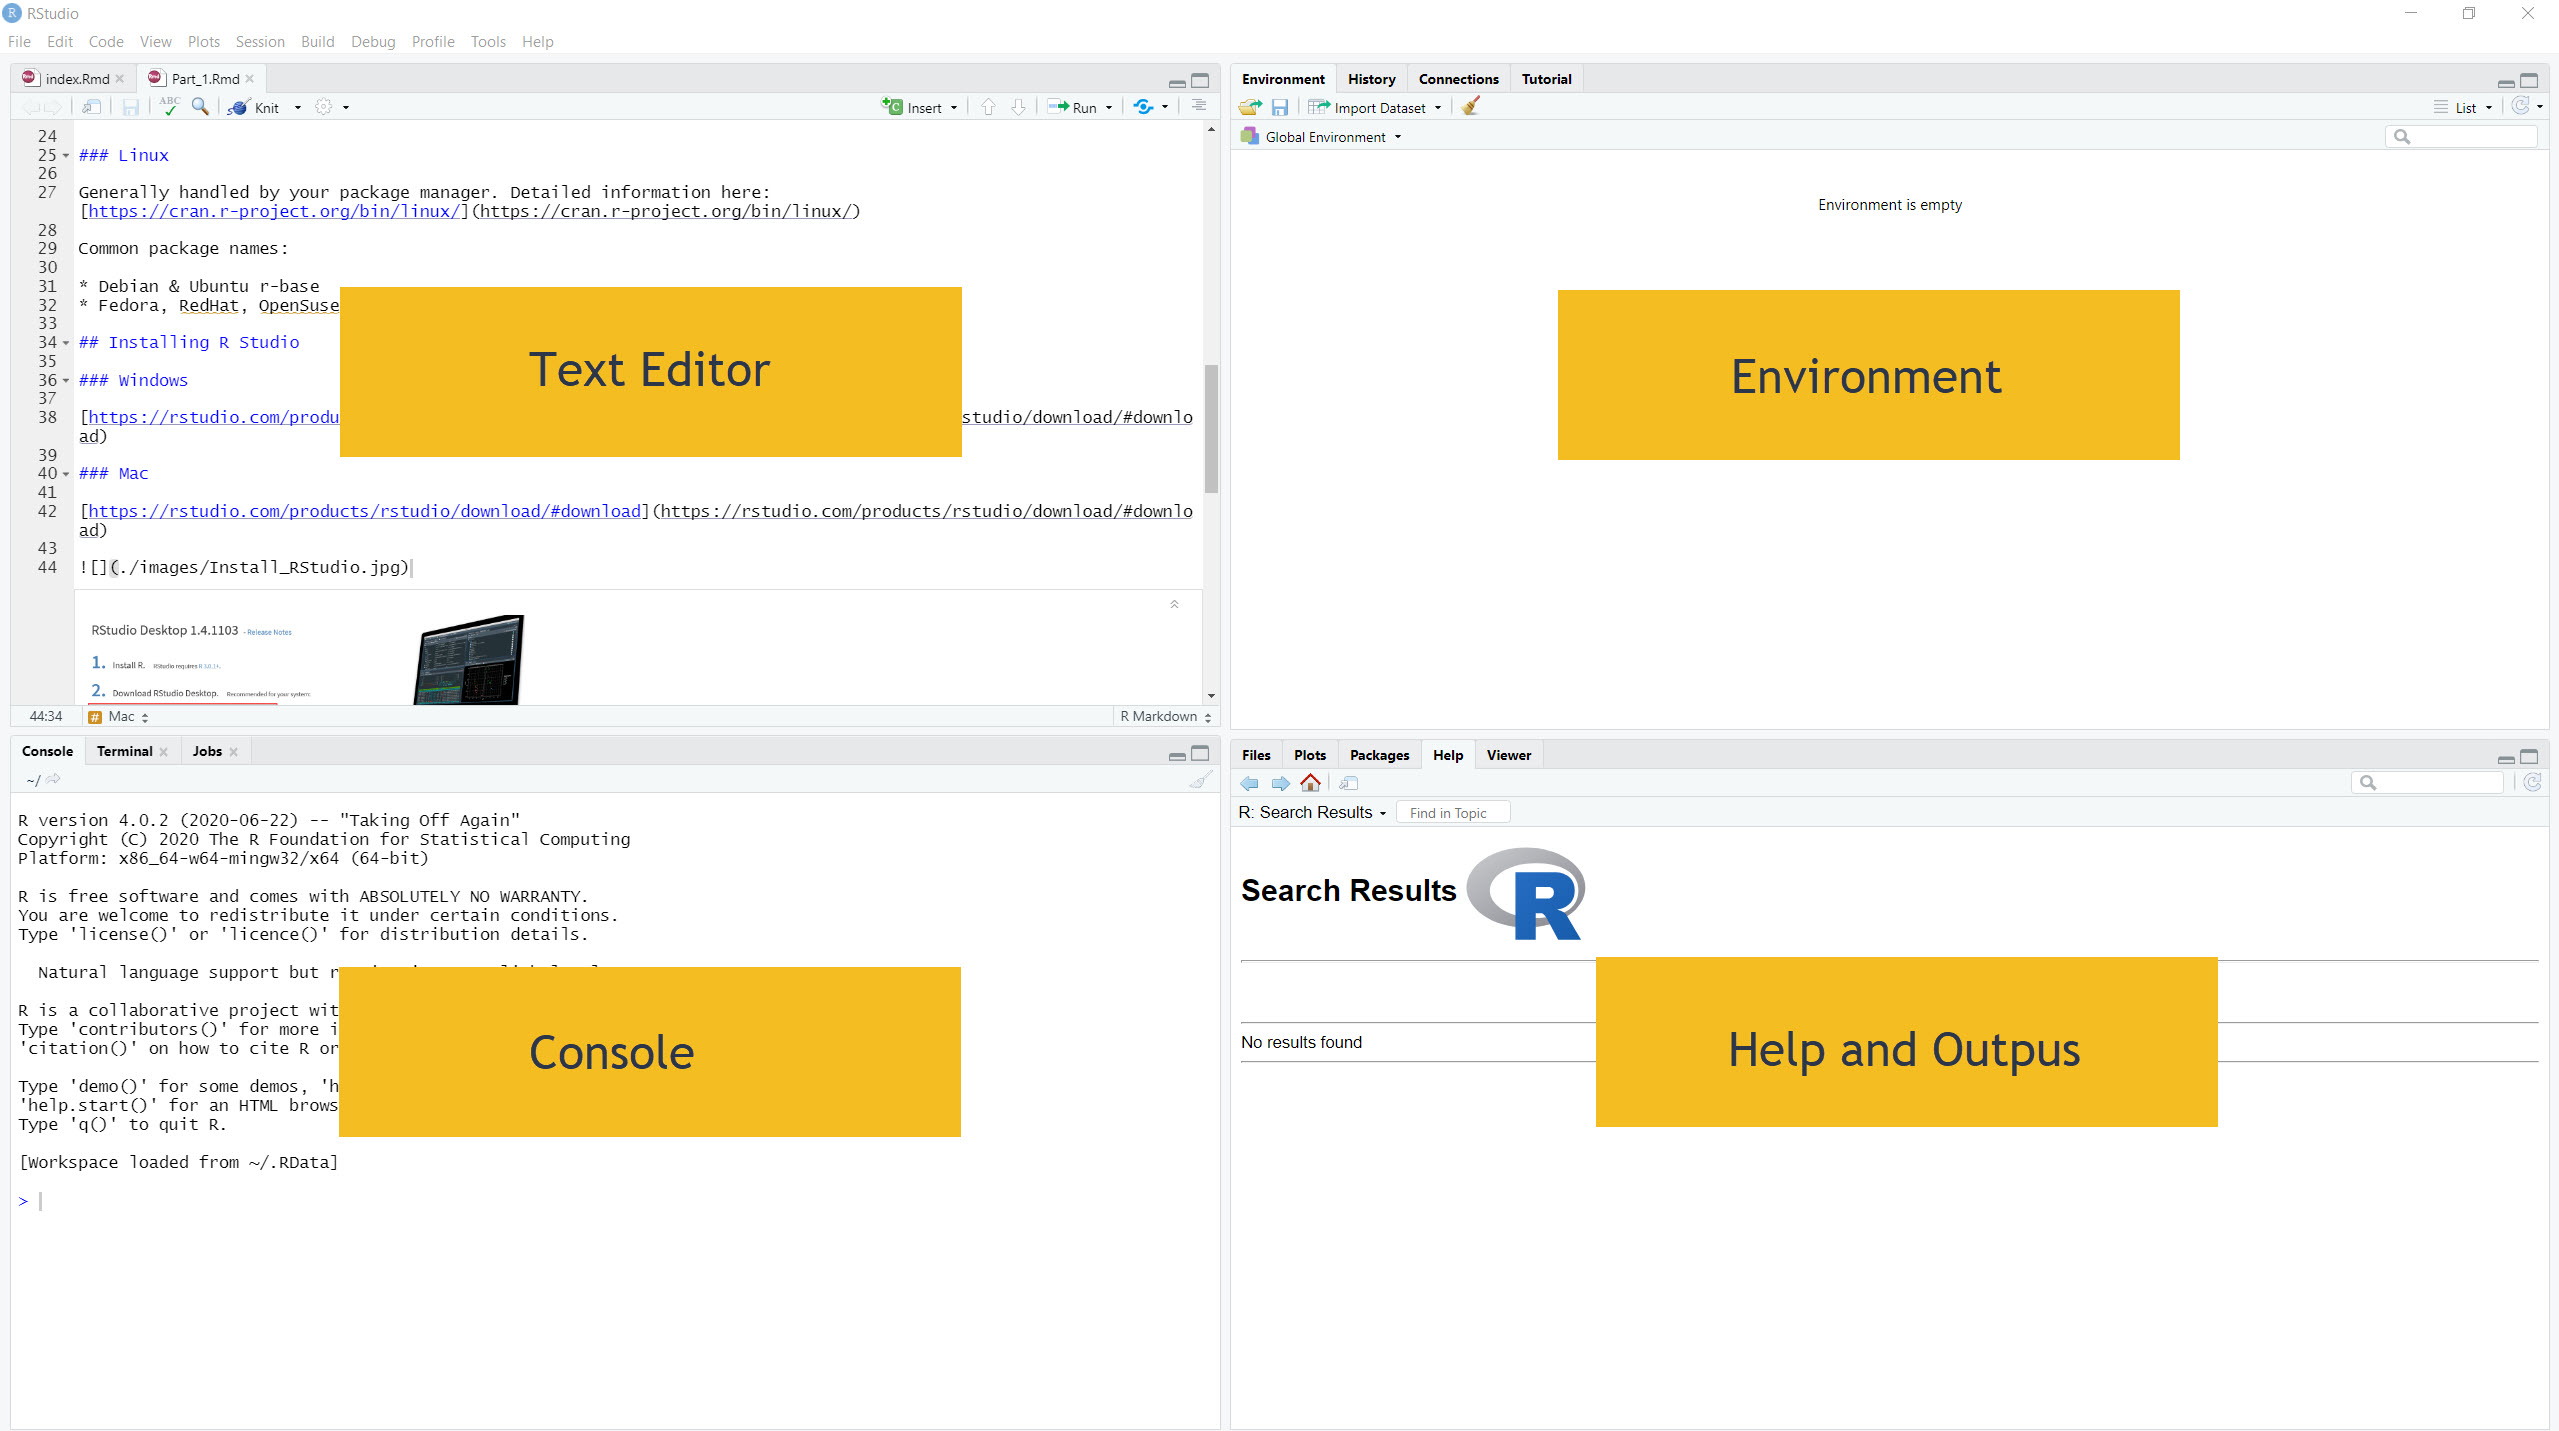 R RStudio
File Edit Code View Plots Session Build Debug Profile Tools Help
index.Rmd Part_1.Rmd
ABC Knit Insert Run
24
25 ### Linux
26
27 Generally handled by your package manager. Detailed information here:
[https://cran.r-project.org/bin/linux/](https://cran.r-project.org/bin/linux/)
28
29 Common package names:
30
31 * Debian & Ubuntu r-base
32 * Fedora, RedHat, OpenSuse
33
34 ## Installing R Studio
35
36 ### Windows
37
38 [https://rstudio.com/produ studio/download/#downlo
ad)
39
40 ### Mac
41
42 [https://rstudio.com/products/rstudio/download/#download](https://rstudio.com/products/rstudio/download/#downlo
ad)
43
44 ![](./images/Install_RStudio.jpg)
Text Editor
RStudio Desktop 1.4.1103 - Release Notes
1. Install R. RStudio requires R 3.0.1+.
2. Download RStudio Desktop. Recommended for your system:
44:34 # Mac R Markdown
Environment History Connections Tutorial
Import Dataset List
Global Environment
Environment is empty
Environment
Console Terminal Jobs
~/
R version 4.0.2 (2020-06-22) -- "Taking Off Again"
Copyright (C) 2020 The R Foundation for Statistical Computing
Platform: x86_64-w64-mingw32/x64 (64-bit)
R is free software and comes with ABSOLUTELY NO WARRANTY.
You are welcome to redistribute it under certain conditions.
Type 'license()' or 'licence()' for distribution details.
Natural language support but
R is a collaborative project wit
Type 'contributors()' for more i
'citation()' on how to cite R or
Type 'demo()' for some demos, 'h
'help.start()' for an HTML brows
Type 'q()' to quit R.
[Workspace loaded from ~/.RData]
>
Console
Files Plots Packages Help Viewer
R: Search Results Find in Topic
Search Results R
No results found
Help and Outpus